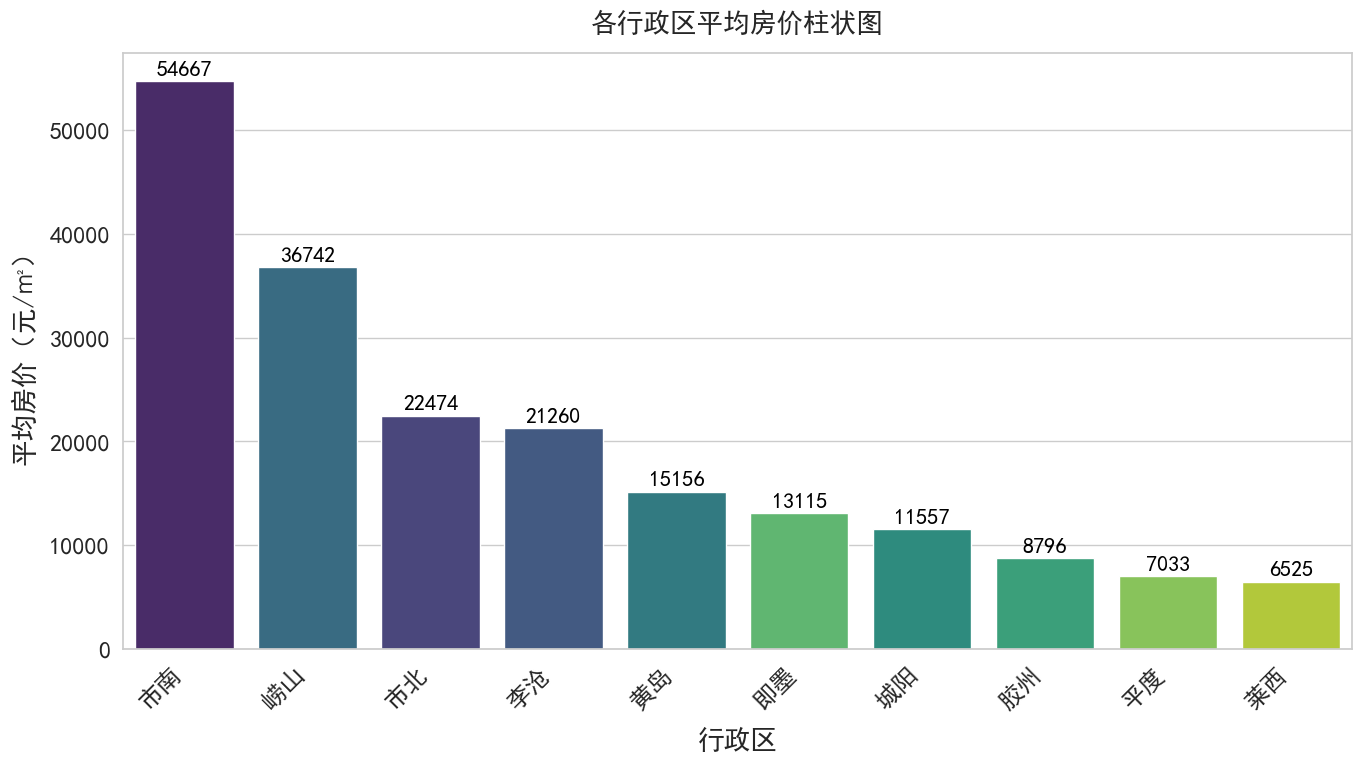 各行政区平均房价柱状图
平均房价（元/㎡）
50000
40000
30000
20000
10000
0
54667
36742
22474
21260
15156
13115
11557
8796
7033
6525
市南
崂山
市北
李沧
黄岛
即墨
城阳
胶州
平度
莱西
行政区